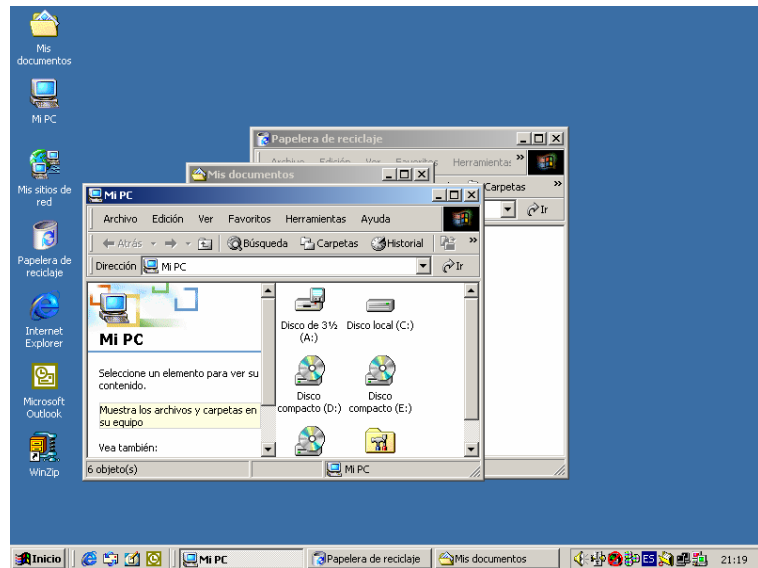 Mis
documentos
Mi PC
Mis sitios de
red
Papelera de
reciclaje
Internet
Explorer
Microsoft
Outlook
WinZip
Papelera de reciclaje
Archivo Edición Ver Favoritos Herramientas »
Carpetas »
Ir
Mis documentos
Mi PC
Archivo Edición Ver Favoritos Herramientas Ayuda
Atrás Búsqueda Carpetas Historial »
Dirección Mi PC Ir
Mi PC
Seleccione un elemento para ver su
contenido.
Muestra los archivos y carpetas en
su equipo
Vea también:
Disco de 3½
(A:)
Disco local (C:)
Disco
compacto (D:)
Disco
compacto (E:)
6 objeto(s) Mi PC
Inicio Mi PC Papelera de reciclaje Mis documentos ES 21:19